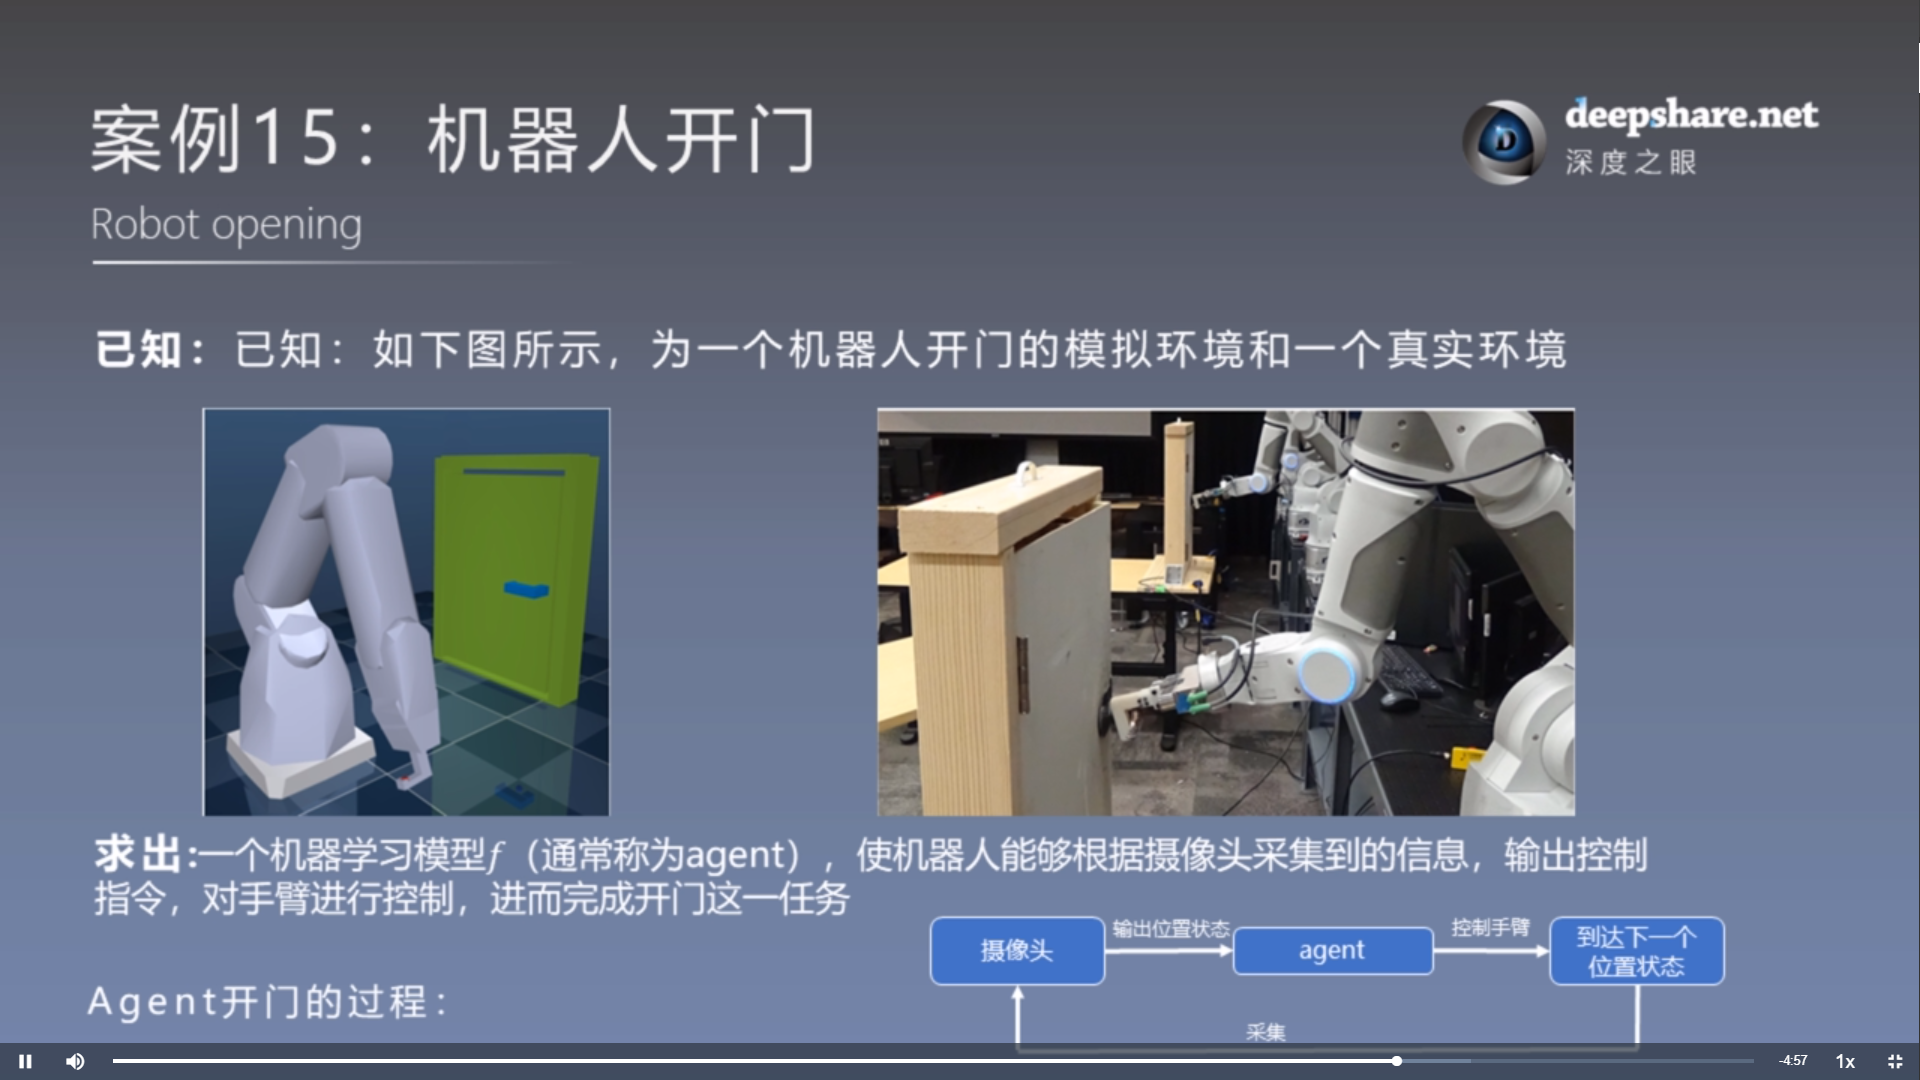 案例15：机器人开门
deepshare.net
深度之眼
Robot opening
已知：已知：如下图所示，为一个机器人开门的模拟环境和一个真实环境
求出:一个机器学习模型f（通常称为agent），使机器人能够根据摄像头采集到的信息，输出控制
指令，对手臂进行控制，进而完成开门这一任务
摄像头
输出位置状态
agent
控制手臂
到达下一个
位置状态
Agent开门的过程：
采集
-4:57
1x